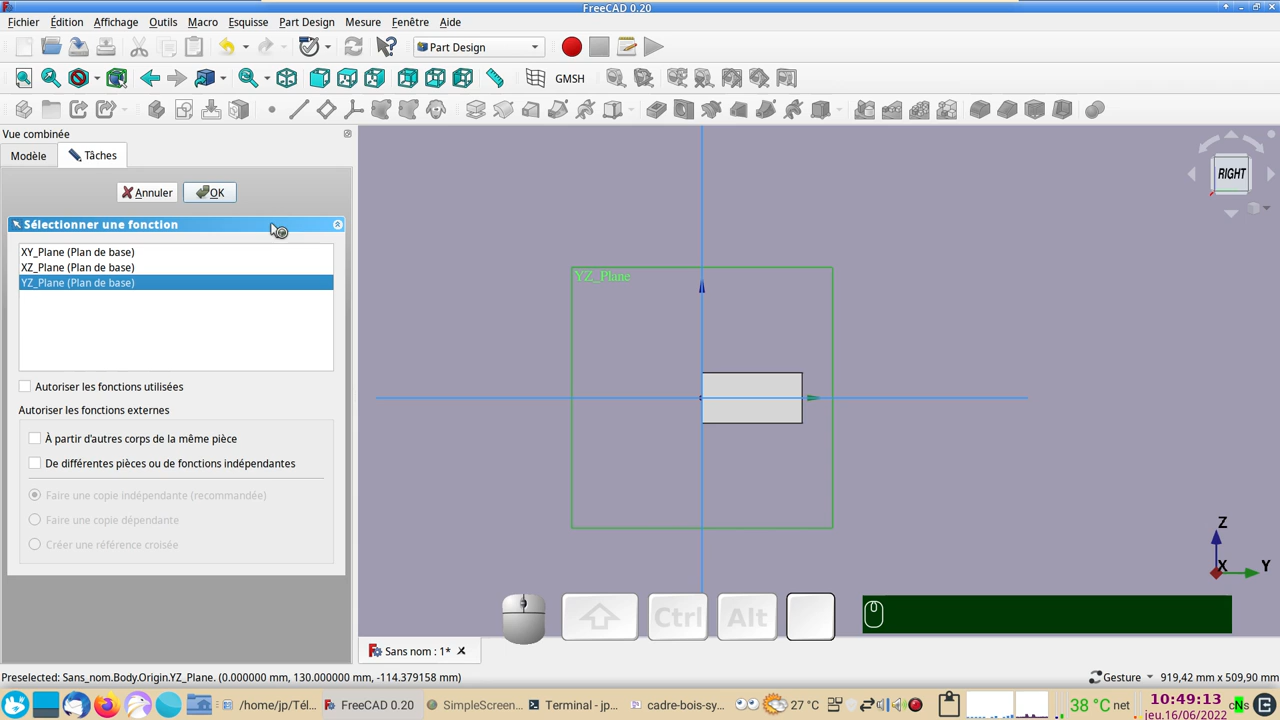 FreeCAD 0.20
Fichier Édition Affichage Outils Macro Esquisse Part Design Mesure Fenêtre Aide
Part Design
GMSH
Vue combinée
Modèle Tâches
Annuler OK
Sélectionner une fonction
XY_Plane (Plan de base)
XZ_Plane (Plan de base)
YZ_Plane (Plan de base)
Autoriser les fonctions utilisées
Autoriser les fonctions externes
À partir d'autres corps de la même pièce
De différentes pièces ou de fonctions indépendantes
Faire une copie indépendante (recommandée)
Faire une copie dépendante
Créer une référence croisée
RIGHT
YZ_Plane
Z
X
Y
Ctrl Alt
Sans nom : 1*
Preselected: Sans_nom.Body.Origin.YZ_Plane. (0.000000 mm, 130.000000 mm, -114.379158 mm)
Gesture 919,42 mm x 509,90 mm
/home/jp/Tél... FreeCAD 0.20 SimpleScreen... Terminal - jp... cadre-bois-sy... 27 °C 38 °C net 10:49:13
jeu.16/06/2022